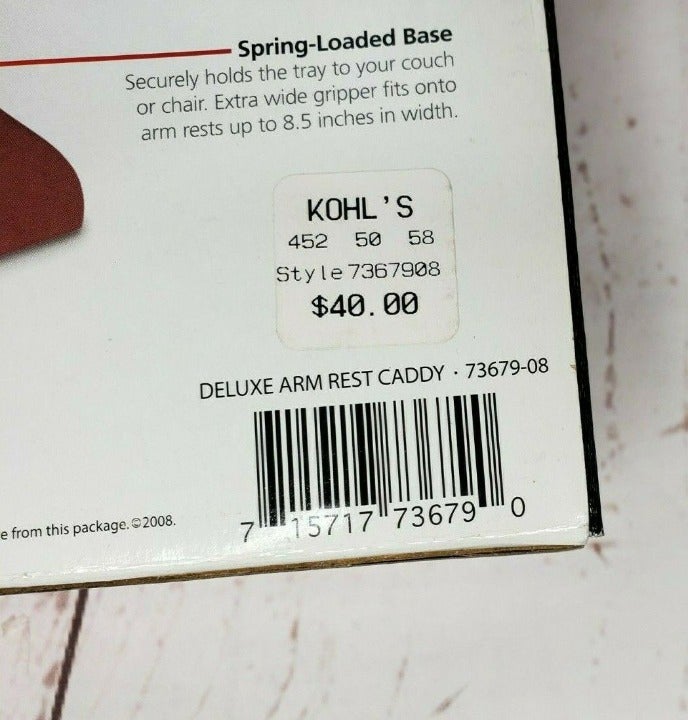 Spring-Loaded Base
Securely holds the tray to your couch
or chair. Extra wide gripper fits onto
arm rests up to 8.5 inches in width.
KOHL'S
452 50 58
Style 7367908
$40.00
DELUXE ARM REST CADDY · 73679-08
7 15717 73679 0
from this package. ©2008.